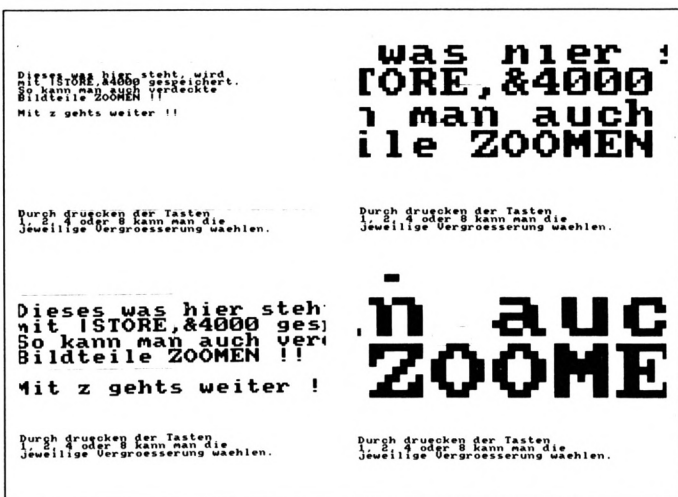 Dieses was hier steht, wird
mit |STORE,&4000 gespeichert.
So kann man auch verdeckte
Bildteile ZOOMEN !!
Mit z gehts weiter !!
Durch druecken der Tasten
1, 2, 4 oder 8 kann man die
jeweilige Vergroesserung waehlen.
was hier
TORE,&4000
man auch
ile ZOOMEN
Durch druecken der Tasten
1, 2, 4 oder 8 kann man die
jeweilige Vergroesserung waehlen.
Dieses was hier steh
mit |STORE,&4000 ges
So kann man auch ver
Bildteile ZOOMEN !!
Mit z gehts weiter !
Durch druecken der Tasten
1, 2, 4 oder 8 kann man die
jeweilige Vergroesserung waehlen.
n auc
ZOOME
Durch druecken der Tasten
1, 2, 4 oder 8 kann man die
jeweilige Vergroesserung waehlen.